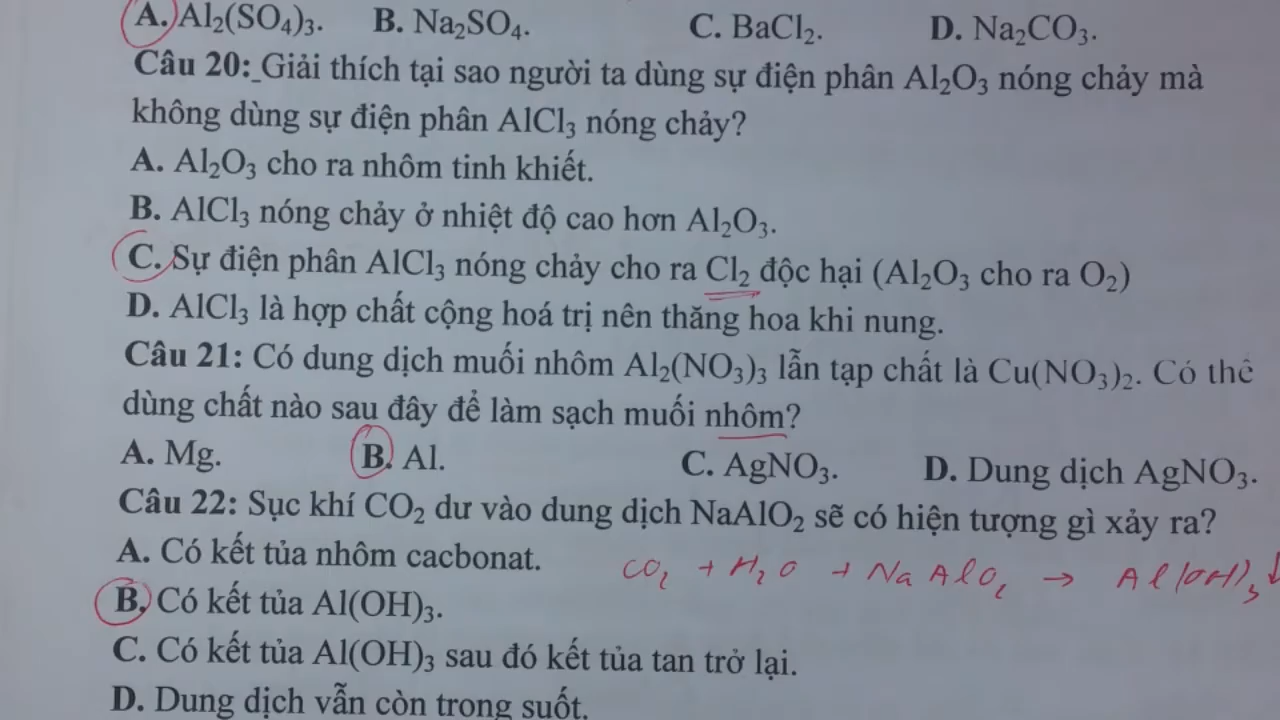 A. Al₂(SO₄)₃. B. Na₂SO₄. C. BaCl₂. D. Na₂CO₃.
Câu 20: Giải thích tại sao người ta dùng sự điện phân Al₂O₃ nóng chảy mà
không dùng sự điện phân AlCl₃ nóng chảy?
A. Al₂O₃ cho ra nhôm tinh khiết.
B. AlCl₃ nóng chảy ở nhiệt độ cao hơn Al₂O₃.
C. Sự điện phân AlCl₃ nóng chảy cho ra Cl₂ độc hại (Al₂O₃ cho ra O₂)
D. AlCl₃ là hợp chất cộng hoá trị nên thăng hoa khi nung.
Câu 21: Có dung dịch muối nhôm Al₂(NO₃)₃ lẫn tạp chất là Cu(NO₃)₂. Có thể
dùng chất nào sau đây để làm sạch muối nhôm?
A. Mg. B. Al. C. AgNO₃. D. Dung dịch AgNO₃.
Câu 22: Sục khí CO₂ dư vào dung dịch NaAlO₂ sẽ có hiện tượng gì xảy ra?
A. Có kết tủa nhôm cacbonat.
CO₂ + H₂O + NaAlO₂ → Al(OH)₃↓
B. Có kết tủa Al(OH)₃.
C. Có kết tủa Al(OH)₃ sau đó kết tủa tan trở lại.
D. Dung dịch vẫn còn trong suốt.